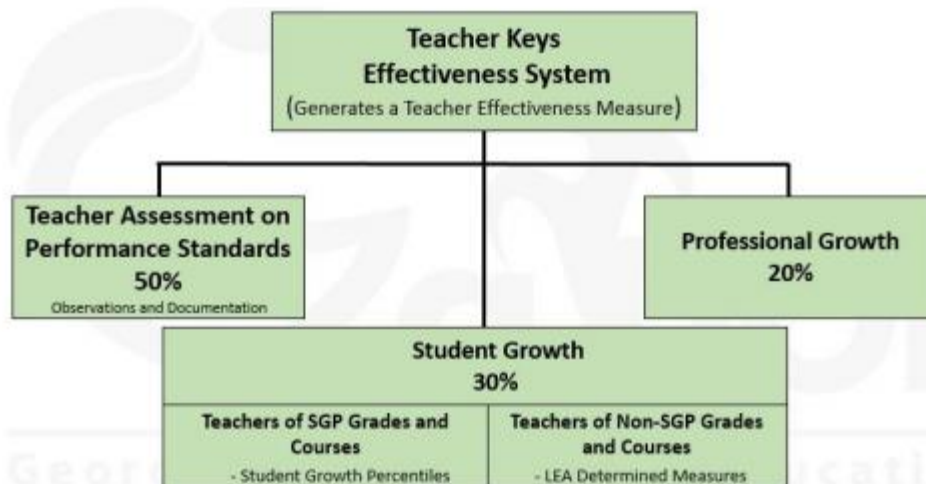 Teacher Keys
Effectiveness System
(Generates a Teacher Effectiveness Measure)
Teacher Assessment on
Performance Standards
50%
Observations and Documentation
Professional Growth
20%
Student Growth
30%
Teachers of SGP Grades and
Courses
- Student Growth Percentiles
Teachers of Non-SGP Grades
and Courses
- LEA Determined Measures